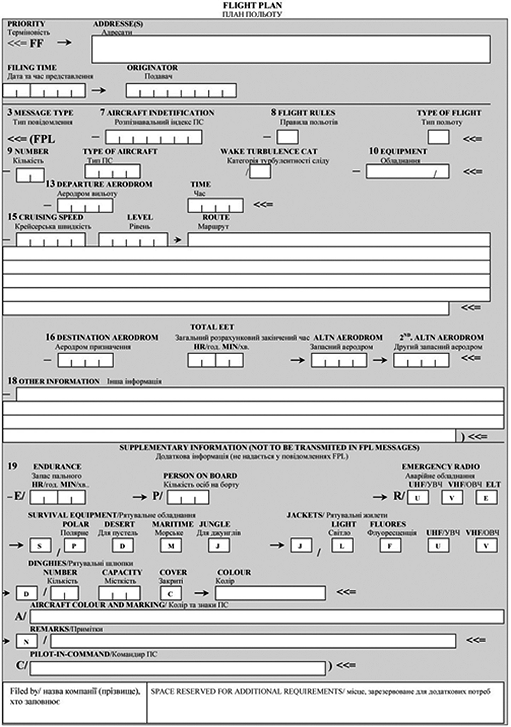 FLIGHT PLAN
ПЛАН ПОЛЬОТУ
PRIORITY ADDRESSE(S)
Терміновість Адресати
<<= FF →
FILING TIME ORIGINATOR
Дата та час представлення Подавач
→
3 MESSAGE TYPE 7 AIRCRAFT INDETIFICATION 8 FLIGHT RULES TYPE OF FLIGHT
Тип повідомлення Розпізнавальний індекс ПС Правила польотів Тип польоту
<<= (FPL – –
9 NUMBER TYPE OF AIRCRAFT WAKE TURBULENCE CAT 10 EQUIPMENT
Кількість Тип ПС Категорія турбулентності сліду Обладнання
– / – / <<=
13 DEPARTURE AERODROM TIME
Аеродром вильоту Час
– <<=
15 CRUISING SPEED LEVEL ROUTE
Крейсерська швидкість Рівень Маршрут
– →
<<=
TOTAL EET
16 DESTINATION AERODROM Загальний розрахунковий закінчений час ALTN AERODROM 2ND. ALTN AERODROM
Аеродром призначення HR/год. MIN/хв. Запасний аеродром Другий запасний аеродром
– → → <<=
18 OTHER INFORMATION Інша інформація
–
) <<=
SUPPLEMENTARY INFORMATION (NOT TO BE TRANSMITED IN FPL MESSAGES)
Додаткова інформація (не надається у повідомленнях FPL)
19 ENDURANCE PERSON ON BOARD EMERGENCY RADIO
Запас пального Кількість осіб на борту Аварійне обладнання
HR/год. MIN/хв. UHF/УВЧ VHF/ОВЧ ELT
–E/ → P/ → R/ U V E
SURVIVAL EQUIPMENT/Рятувальне обладнання JACKETS/ Рятувальні жилети
POLAR DESERT MARITIME JUNGLE LIGHT FLUORES
Полярне Для пустель Морське Для джунглів Світло Флуоресценція UHF/УВЧ VHF/ОВЧ
→ S / P D M J → J / L F U V
DINGHIES/Рятувальні шлюпки
NUMBER CAPACITY COVER COLOUR
Кількість Місткість Закриті Колір
→ D / C → <<=
AIRCRAFT COLOUR AND MARKING/ Колір та знаки ПС
A/
REMARKS/Примітки
→ N / <<=
PILOT-IN-COMMAND/Командир ПС
C/ ) <<=
Filed by/ назва компанії (прізвище), SPACE RESERVED FOR ADDITIONAL REQUIREMENTS/ місце, зарезервоване для додаткових потреб
хто заповнює